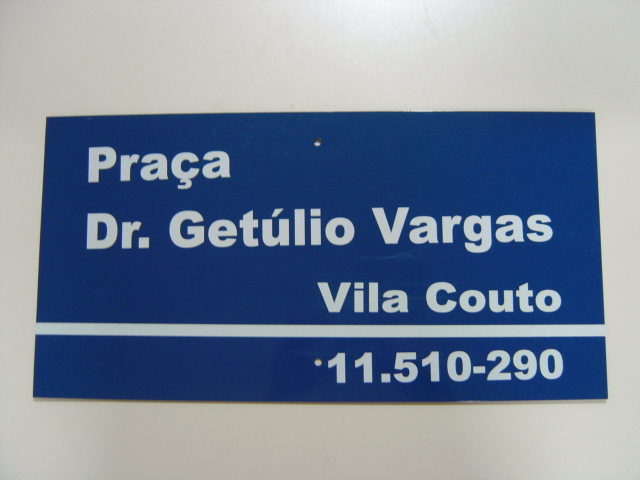 Praça
Dr. Getúlio Vargas
Vila Couto
11.510-290